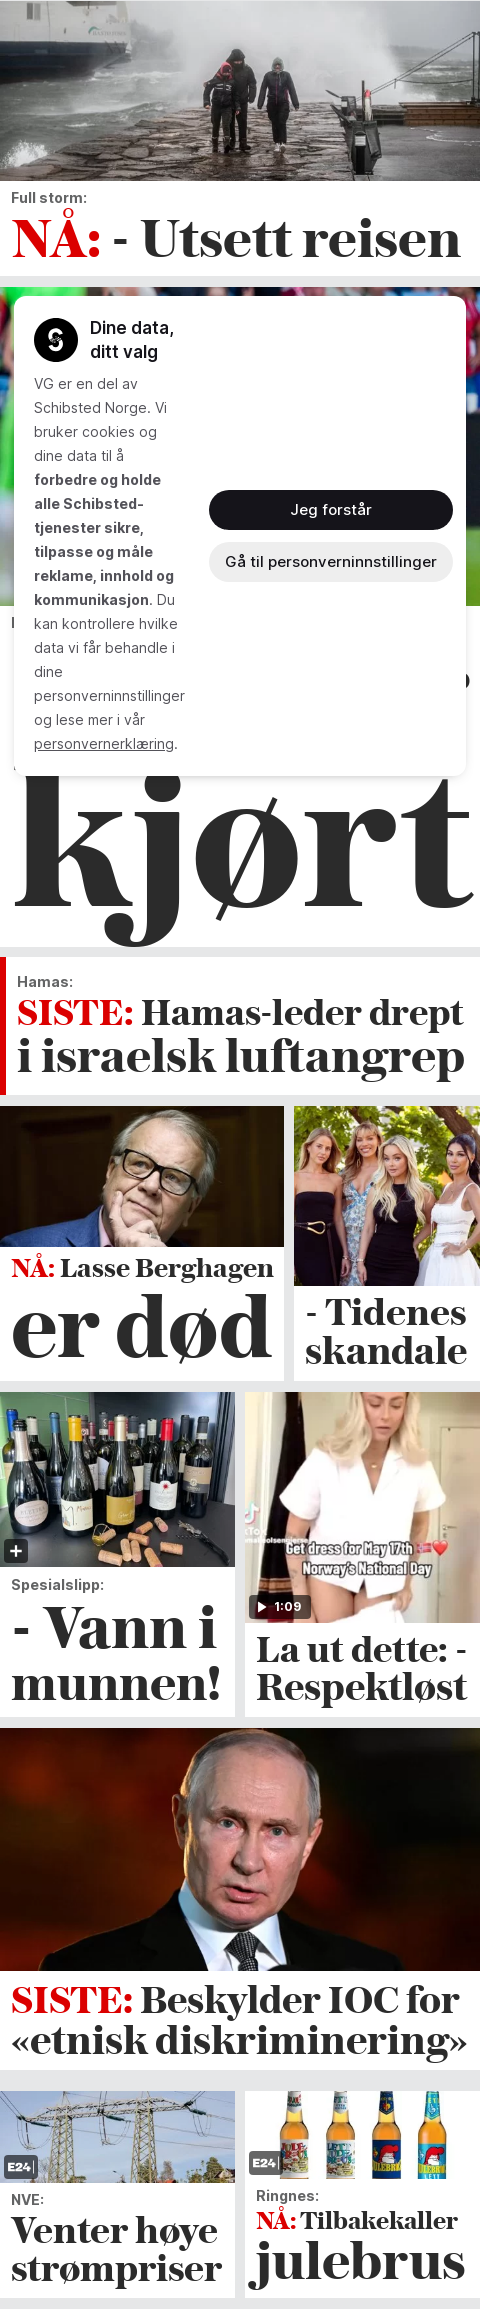 Full storm:
NÅ: - Utsett reisen
Dine data,
ditt valg
VG er en del av
Schibsted Norge. Vi
bruker cookies og
dine data til å
forbedre og holde
alle Schibsted-
tjenester sikre,
tilpasse og måle
reklame, innhold og
kommunikasjon. Du
kan kontrollere hvilke
data vi får behandle i
dine
personverninnstillinger
og lese mer i vår
personvernerklæring.
Jeg forstår
Gå til personverninnstillinger
kjørt
Hamas:
SISTE: Hamas-leder drept
i israelsk luftangrep
NÅ: Lasse Berghagen
er død
- Tidenes
skandale
Spesialslipp:
- Vann i
munnen!
get dress for May 17th
Norway's National Day
1:09
La ut dette: -
Respektløst
SISTE: Beskylder IOC for
«etnisk diskriminering»
E24
NVE:
Venter høye
strømpriser
E24
Ringnes:
NÅ: Tilbakekaller
julebrus